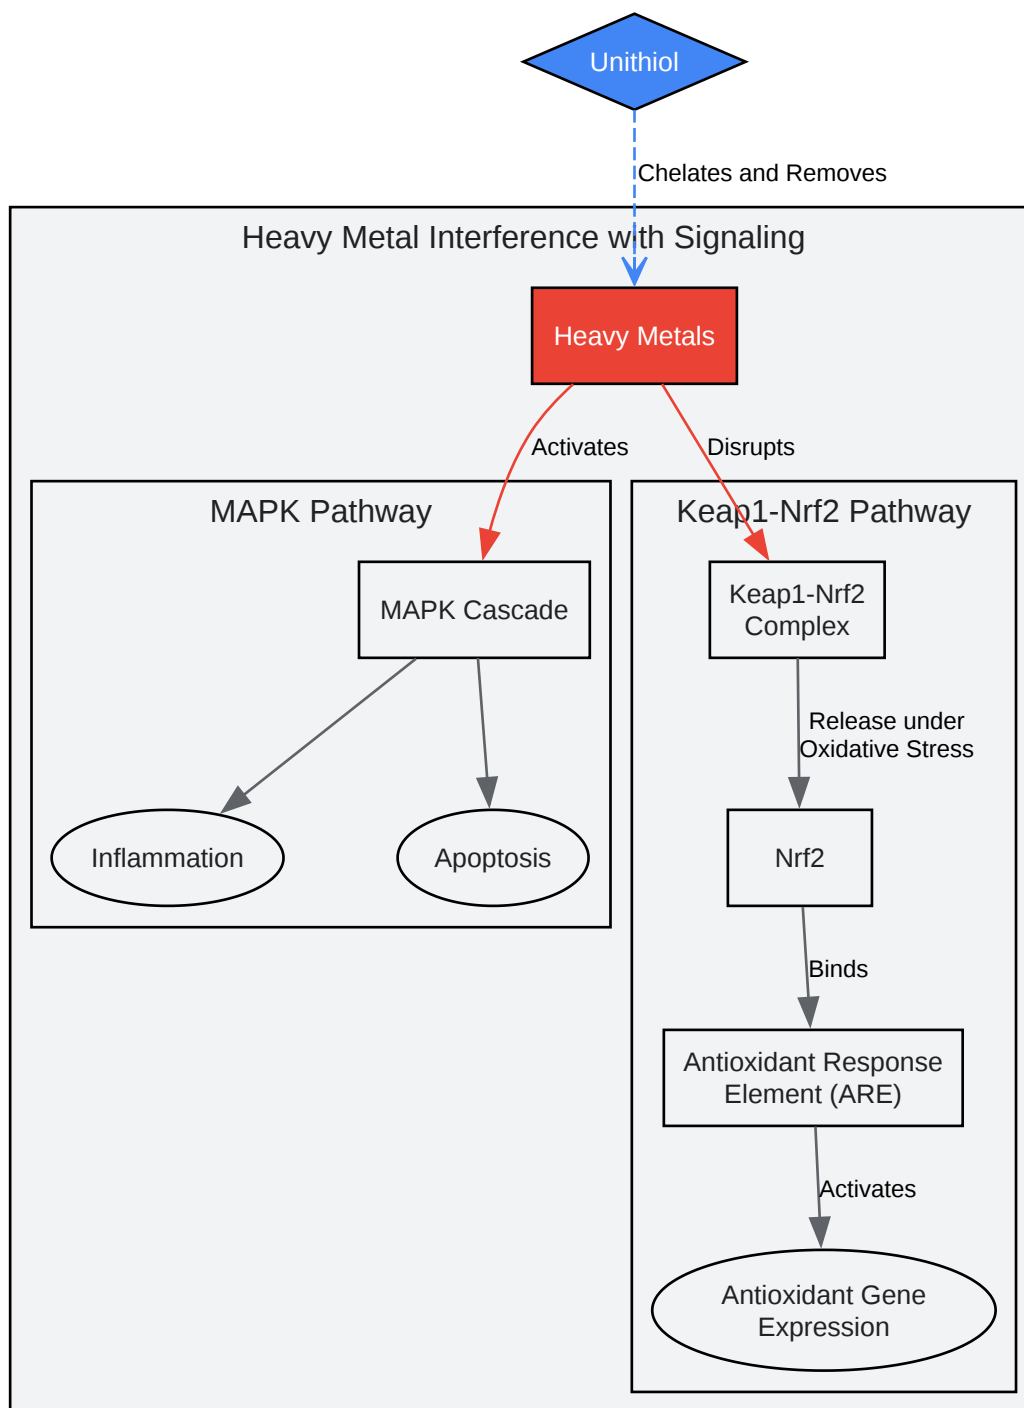 Unithiol
Chelates and Removes
Heavy Metal Interference with Signaling
Heavy Metals
Activates
Disrupts
MAPK Pathway
Keap1-Nrf2 Pathway
MAPK Cascade
Keap1-Nrf2
Complex
Release under
Oxidative Stress
Inflammation
Apoptosis
Nrf2
Binds
Antioxidant Response
Element (ARE)
Activates
Antioxidant Gene
Expression